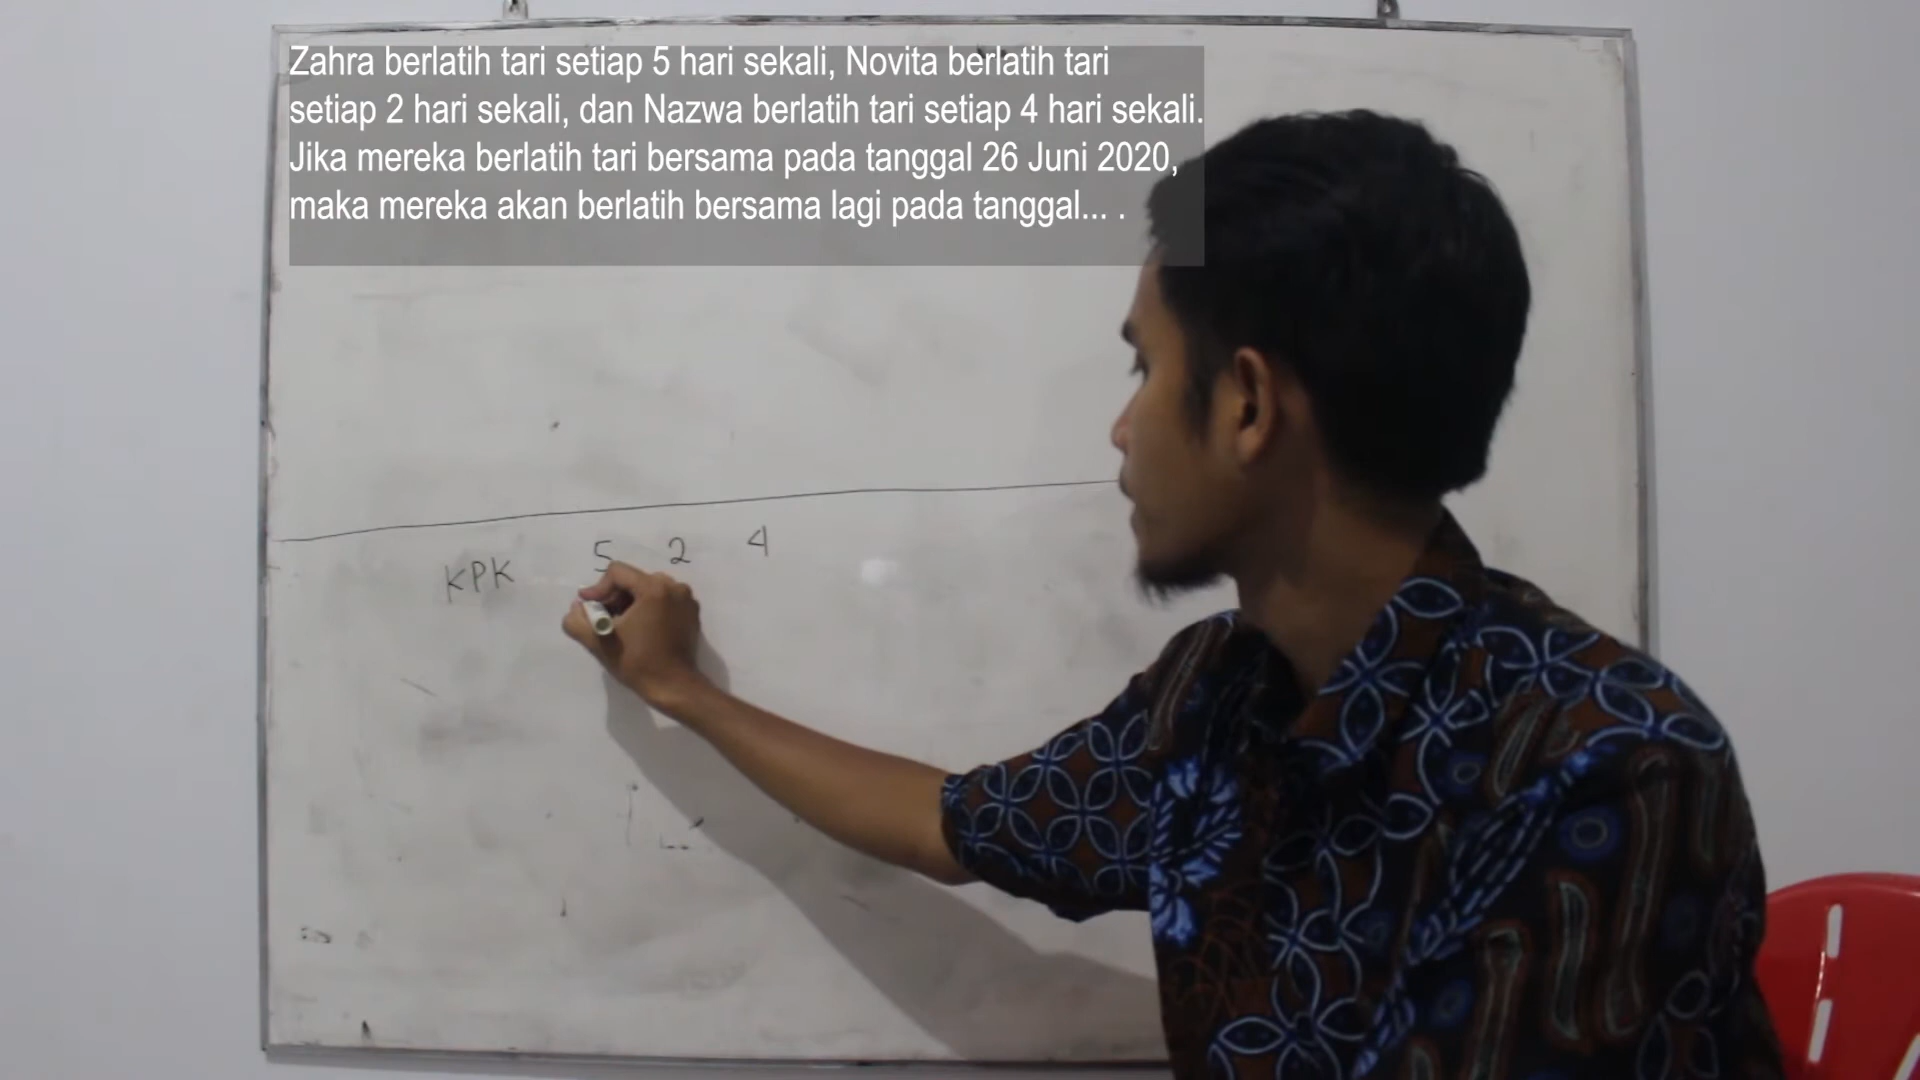 Zahra berlatih tari setiap 5 hari sekali, Novita berlatih tari
setiap 2 hari sekali, dan Nazwa berlatih tari setiap 4 hari sekali.
Jika mereka berlatih tari bersama pada tanggal 26 Juni 2020,
maka mereka akan berlatih bersama lagi pada tanggal... .
KPK 5 2 4